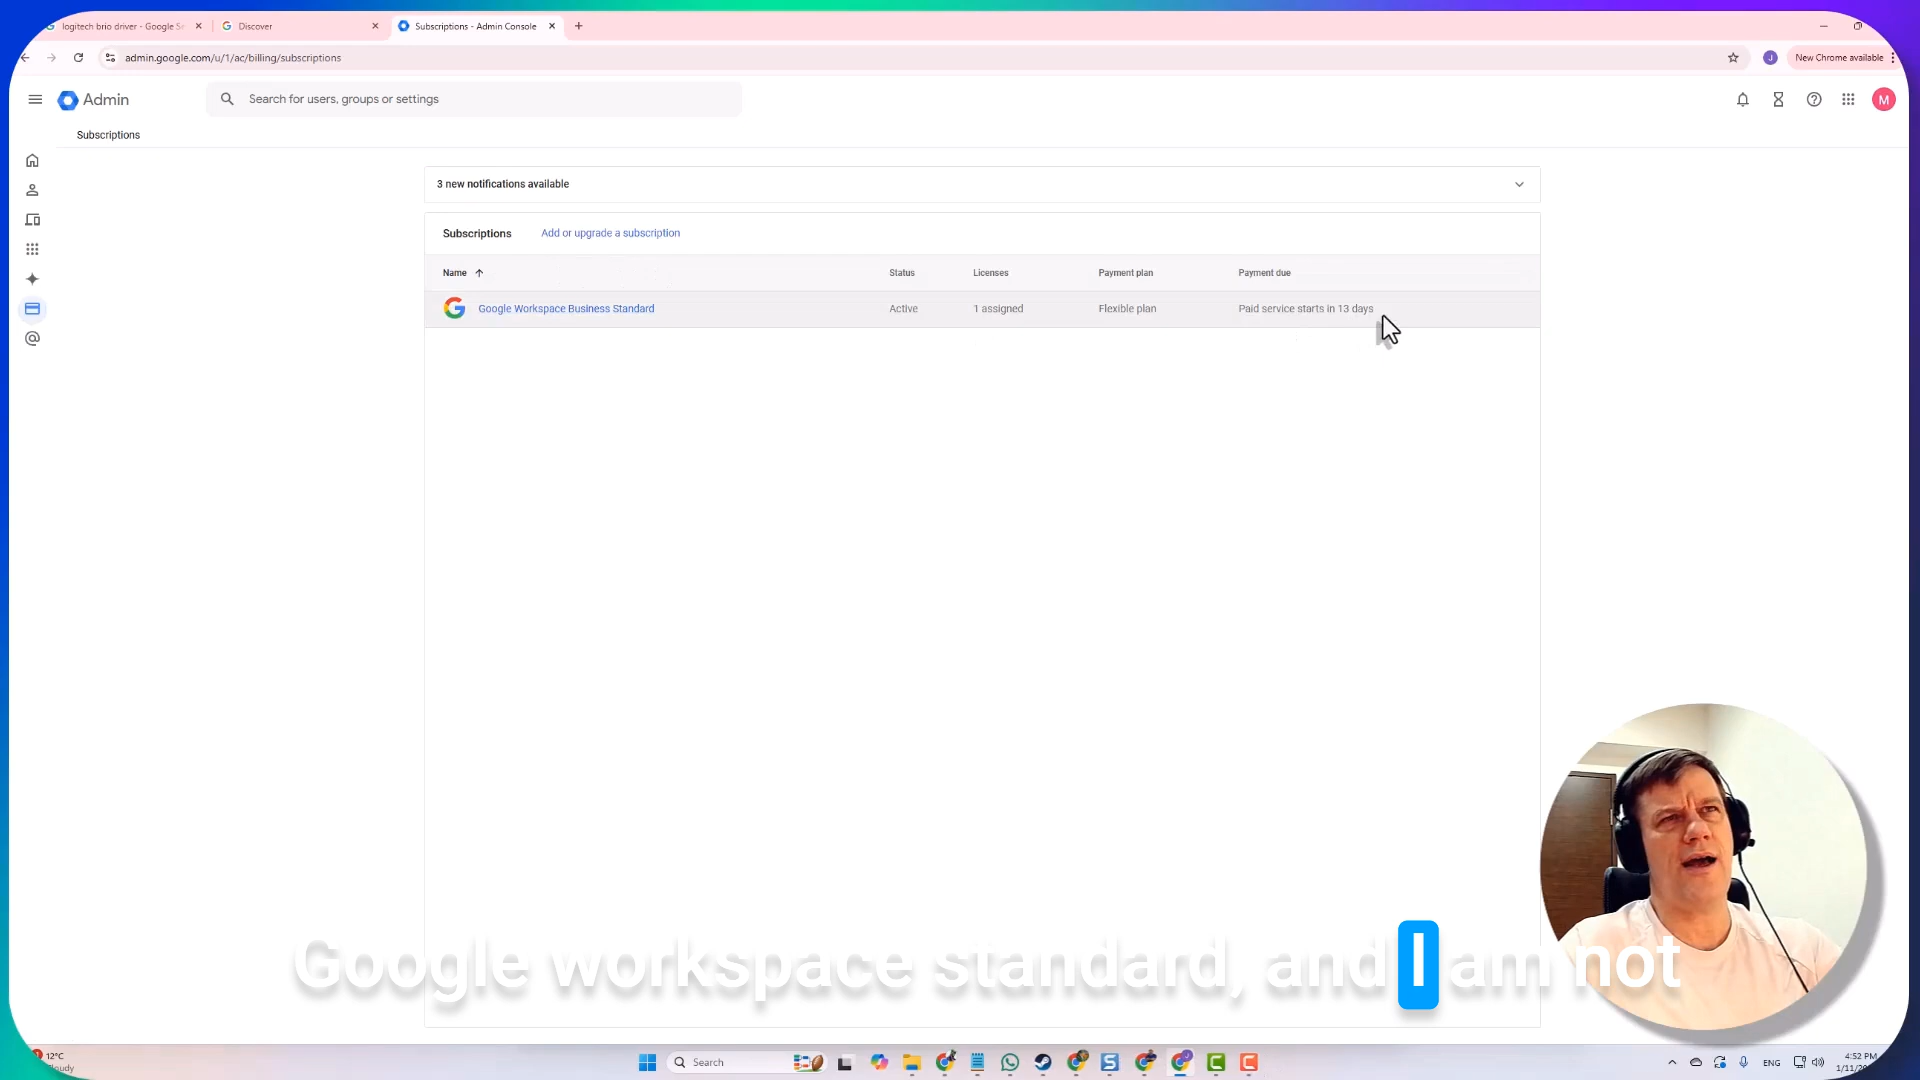 logitech brio driver - Google Se
Discover
Subscriptions - Admin Console
admin.google.com/u/1/ac/billing/subscriptions
J
New Chrome available
Admin
Search for users, groups or settings
M
Subscriptions
3 new notifications available
Subscriptions Add or upgrade a subscription
Name Status Licenses Payment plan Payment due
Google Workspace Business Standard Active 1 assigned Flexible plan Paid service starts in 13 days
Google workspace standard, and I am not
12°C
Search
ENG
4:52 PM